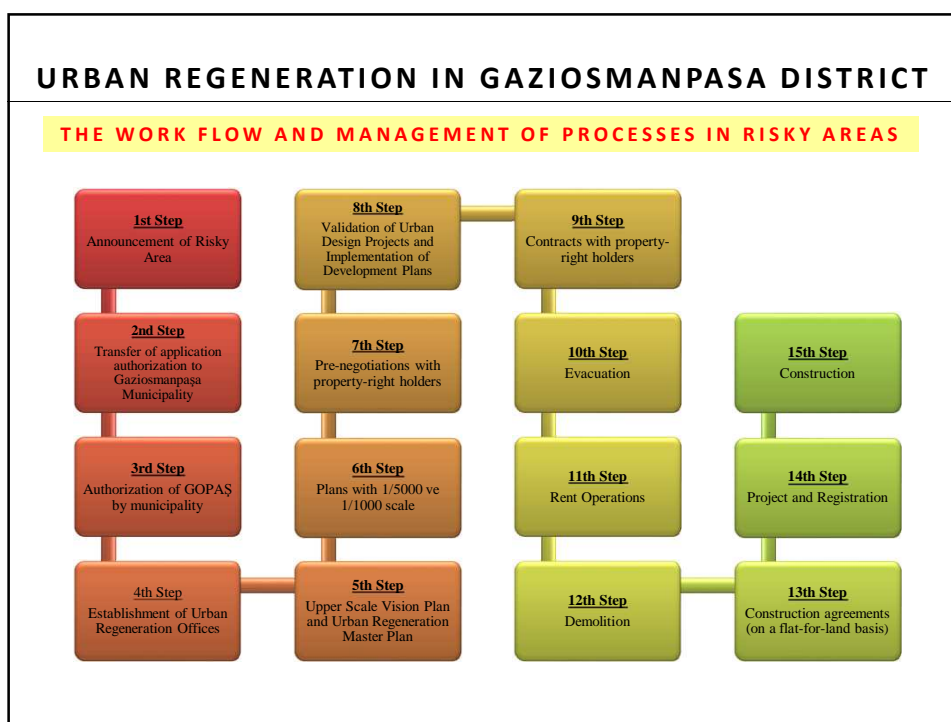 URBAN REGENERATION IN GAZIOSMANPASA DISTRICT
THE WORK FLOW AND MANAGEMENT OF PROCESSES IN RISKY AREAS
1st Step
Announcement of Risky
Area
2nd Step
Transfer of application
authorization to
Gaziosmanpaşa
Municipality
3rd Step
Authorization of GOPAŞ
by municipality
4th Step
Establishment of Urban
Regeneration Offices
5th Step
Upper Scale Vision Plan
and Urban Regeneration
Master Plan
6th Step
Plans with 1/5000 ve
1/1000 scale
7th Step
Pre-negotiations with
property-right holders
8th Step
Validation of Urban
Design Projects and
Implementation of
Development Plans
9th Step
Contracts with property-
right holders
10th Step
Evacuation
11th Step
Rent Operations
12th Step
Demolition
13th Step
Construction agreements
(on a flat-for-land basis)
14th Step
Project and Registration
15th Step
Construction